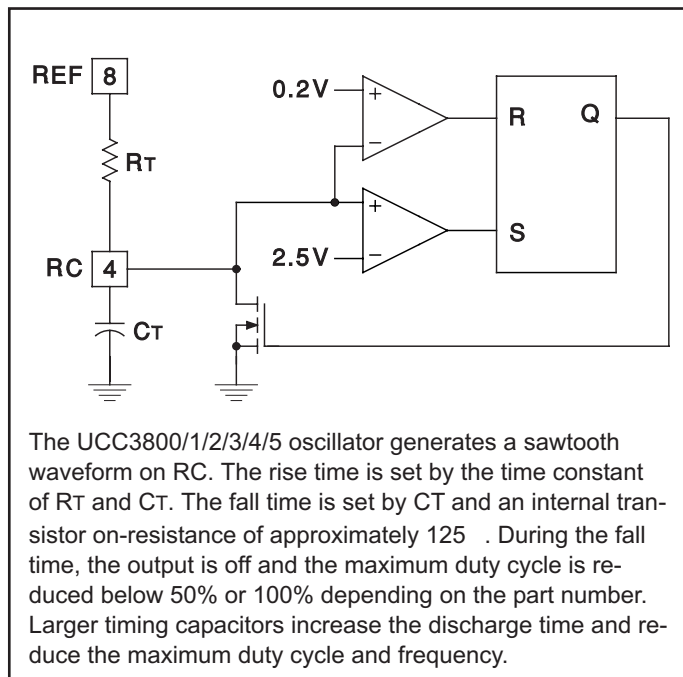 REF 8
0.2V
+
−
R Q
RT
+
−
S
RC 4
2.5V
CT
The UCC3800/1/2/3/4/5 oscillator generates a sawtooth
waveform on RC. The rise time is set by the time constant
of RT and CT. The fall time is set by CT and an internal tran-
sistor on-resistance of approximately 125 . During the fall
time, the output is off and the maximum duty cycle is re-
duced below 50% or 100% depending on the part number.
Larger timing capacitors increase the discharge time and re-
duce the maximum duty cycle and frequency.